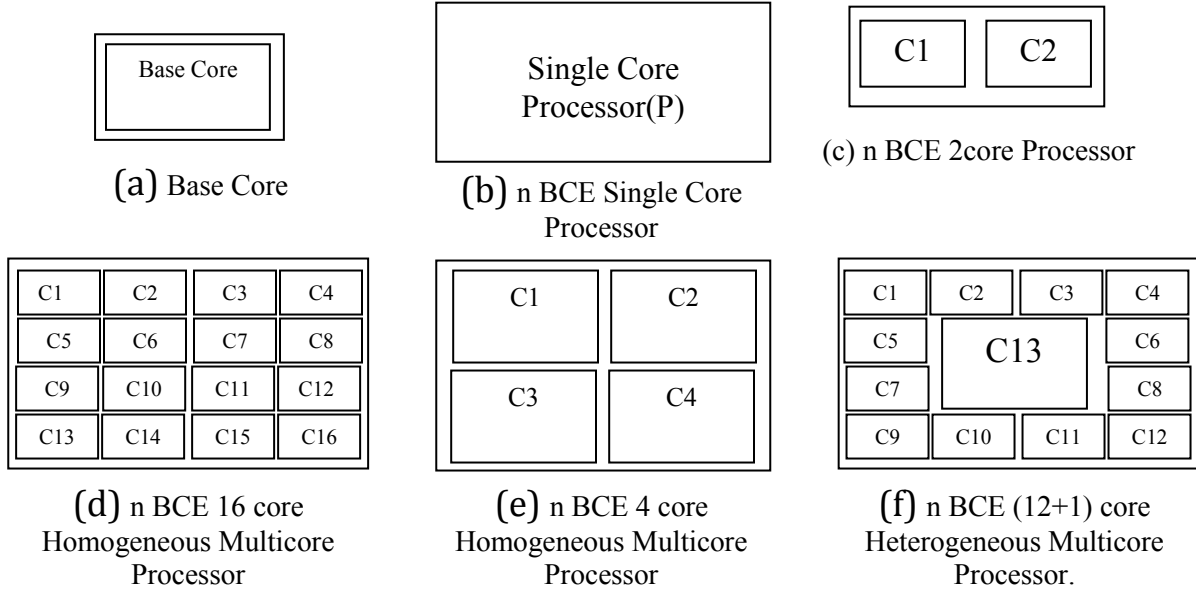 Base Core
(a) Base Core
Single Core
Processor(P)
(b) n BCE Single Core
Processor
C1 C2
(c) n BCE 2core Processor
C1 C2 C3 C4
C5 C6 C7 C8
C9 C10 C11 C12
C13 C14 C15 C16
(d) n BCE 16 core
Homogeneous Multicore
Processor
C1 C2
C3 C4
(e) n BCE 4 core
Homogeneous Multicore
Processor
C1 C2 C3 C4
C5 C13 C6
C7 C8
C9 C10 C11 C12
(f) n BCE (12+1) core
Heterogeneous Multicore
Processor.